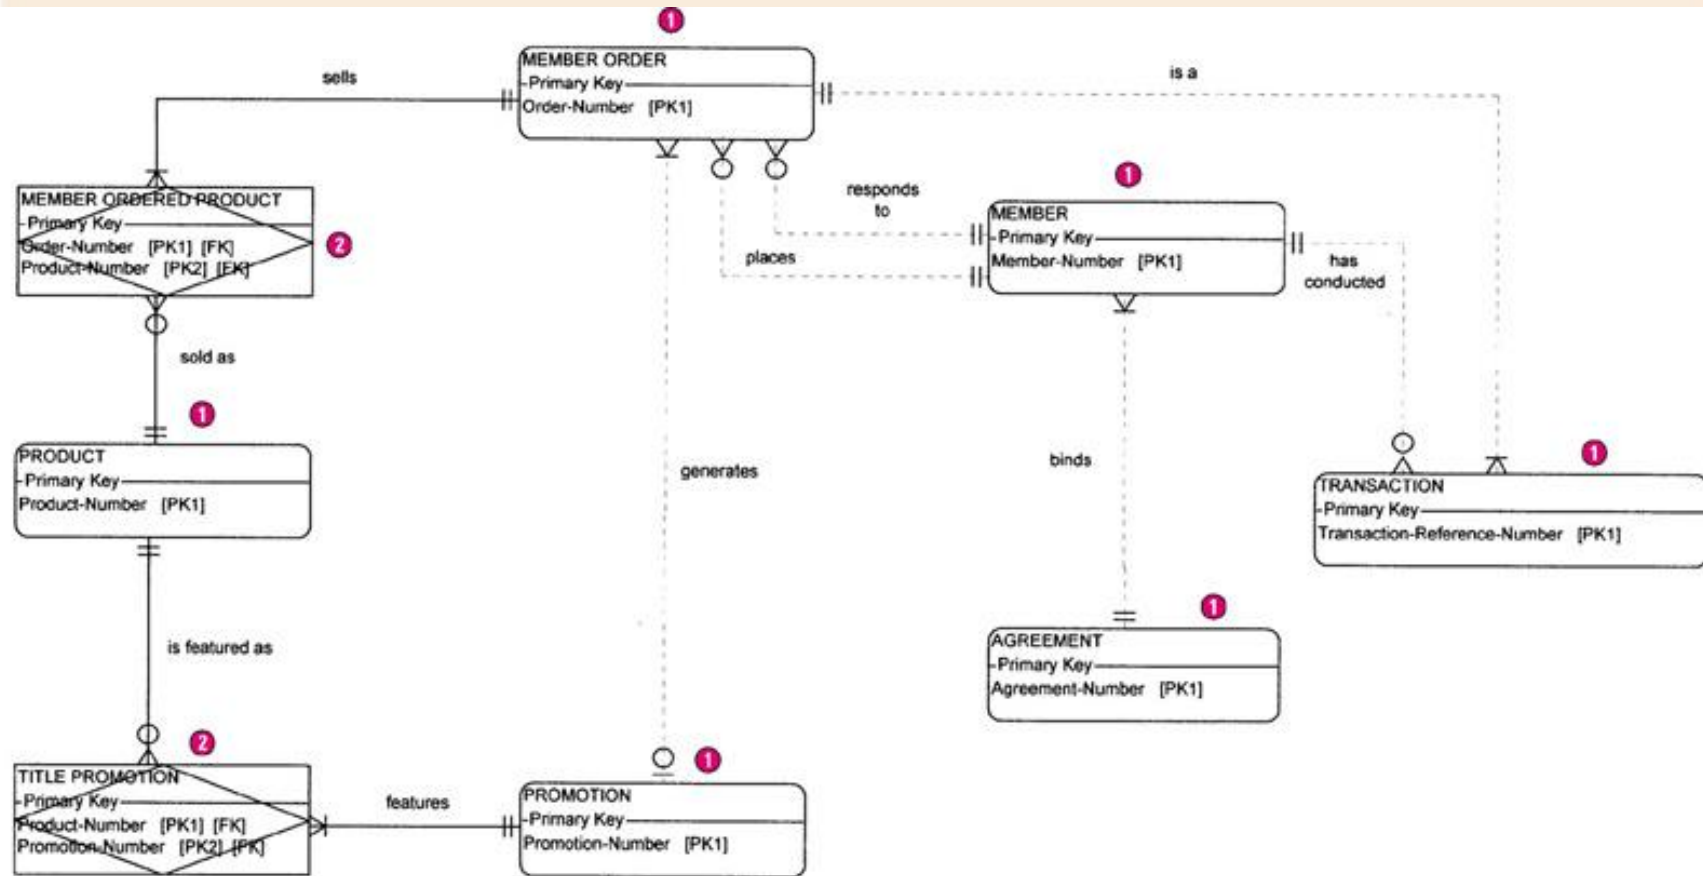 1
MEMBER ORDER
Primary Key
Order-Number [PK1]
sells
is a
MEMBER ORDERED PRODUCT
Primary Key
Order-Number [PK1] [FK]
Product-Number [PK2] [FK]
2
responds
to
places
1
MEMBER
Primary Key
Member-Number [PK1]
has
conducted
sold as
1
PRODUCT
Primary Key
Product-Number [PK1]
generates
binds
1
TRANSACTION
Primary Key
Transaction-Reference-Number [PK1]
is featured as
1
AGREEMENT
Primary Key
Agreement-Number [PK1]
2
TITLE PROMOTION
Primary Key
Product-Number [PK1] [FK]
Promotion-Number [PK2] [FK]
features
1
PROMOTION
Primary Key
Promotion-Number [PK1]